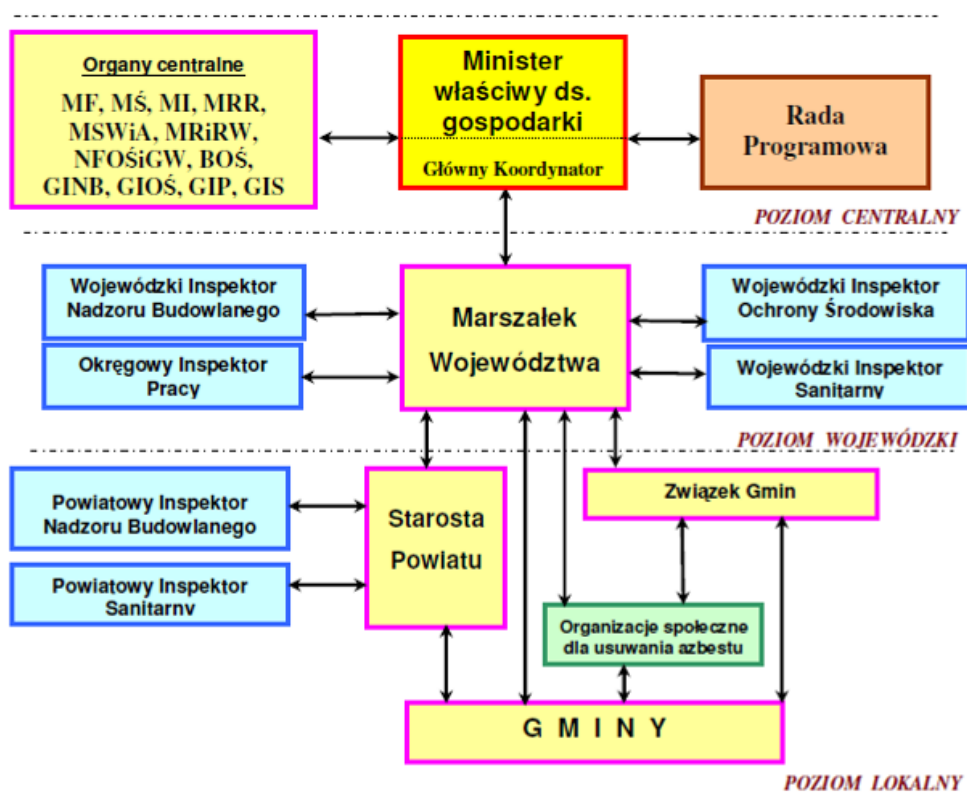 Organy centralne
MF, MŚ, MI, MRR,
MSWiA, MRiRW,
NFOŚiGW, BOŚ,
GINB, GIOŚ, GIP, GIS
Minister
właściwy ds.
gospodarki
Główny Koordynator
Rada
Programowa
POZIOM CENTRALNY
Wojewódzki Inspektor
Nadzoru Budowlanego
Okręgowy Inspektor
Pracy
Marszałek
Województwa
Wojewódzki Inspektor
Ochrony Środowiska
Wojewódzki Inspektor
Sanitarny
POZIOM WOJEWÓDZKI
Powiatowy Inspektor
Nadzoru Budowlanego
Powiatowy Inspektor
Sanitarny
Starosta
Powiatu
Związek Gmin
Organizacje społeczne
dla usuwania azbestu
G M I N Y
POZIOM LOKALNY